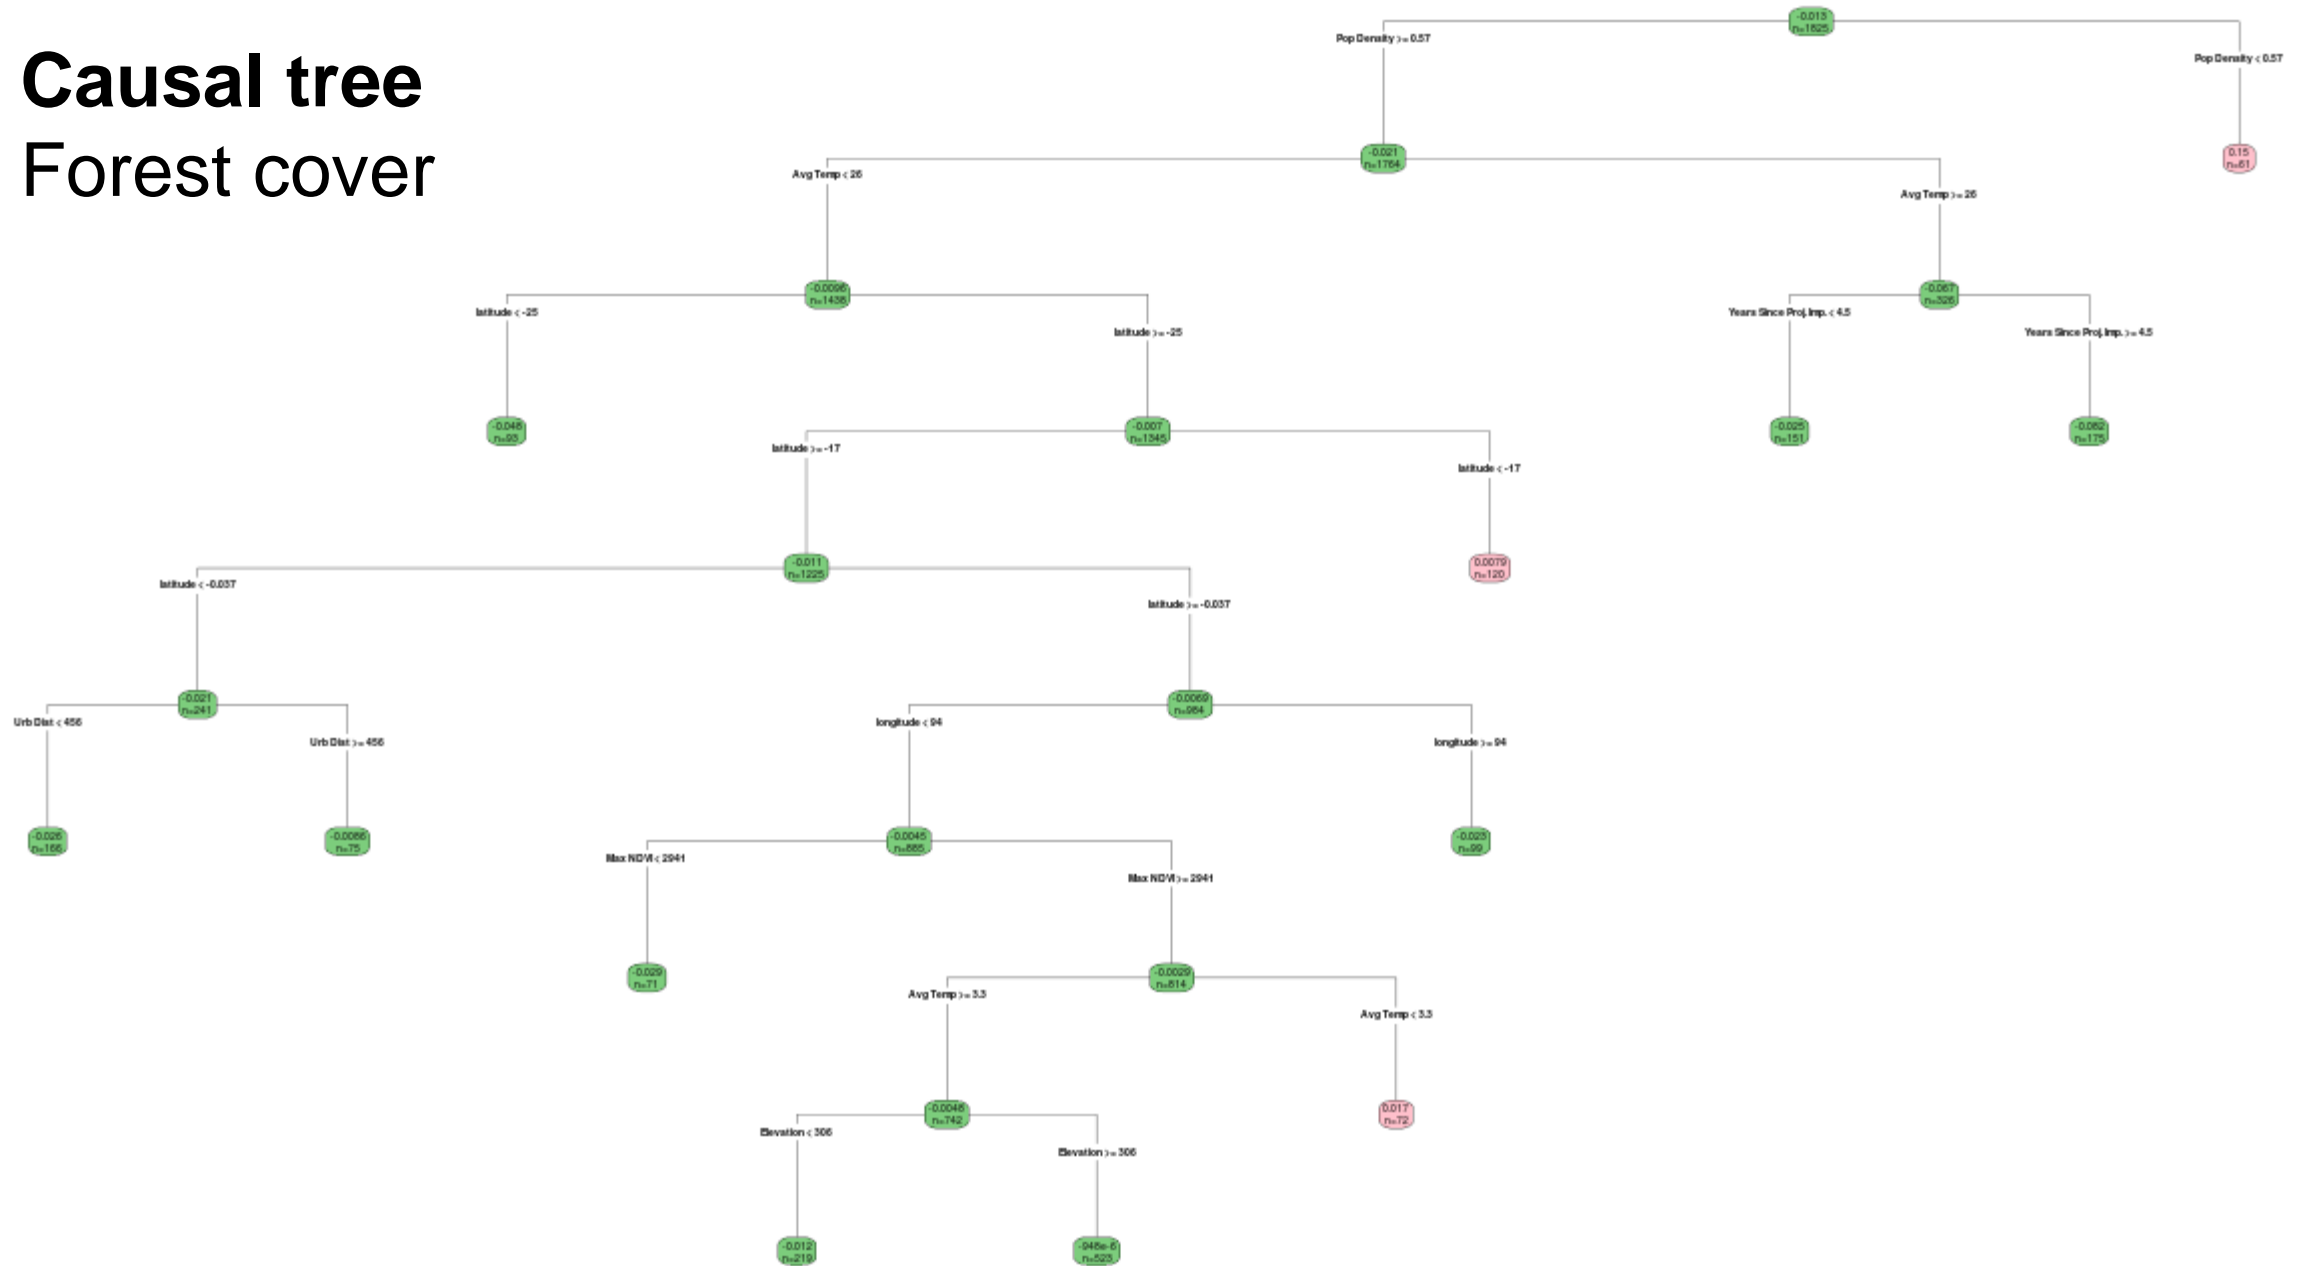 Causal tree
Forest cover
-0.013
n=1825
Pop Density >= 0.57
Pop Density < 0.57
-0.021
n=1764
0.15
n=61
Avg Temp < 26
Avg Temp >= 26
-0.0096
n=1438
-0.067
n=326
latitude < -25
latitude >= -25
Years Since Proj. Imp. < 4.5
Years Since Proj. Imp. >= 4.5
-0.048
n=93
-0.007
n=1345
-0.025
n=151
n=175
latitude >= -17
latitude < -17
-0.011
n=1225
0.0079
n=120
latitude < -0.037
latitude >= -0.037
-0.021
n=241
-0.0069
n=984
Urb Dist < 456
Urb Dist >= 456
longitude < 94
longitude >= 94
-0.026
n=166
-0.0086
n=75
-0.0045
n=885
-0.023
n=99
Max NDVI < 2941
Max NDVI >= 2941
-0.029
n=71
-0.0029
n=814
Avg Temp >= 3.3
Avg Temp < 3.3
n=742
0.017
n=72
Elevation < 306
Elevation >= 306
-0.012
n=219
n=523